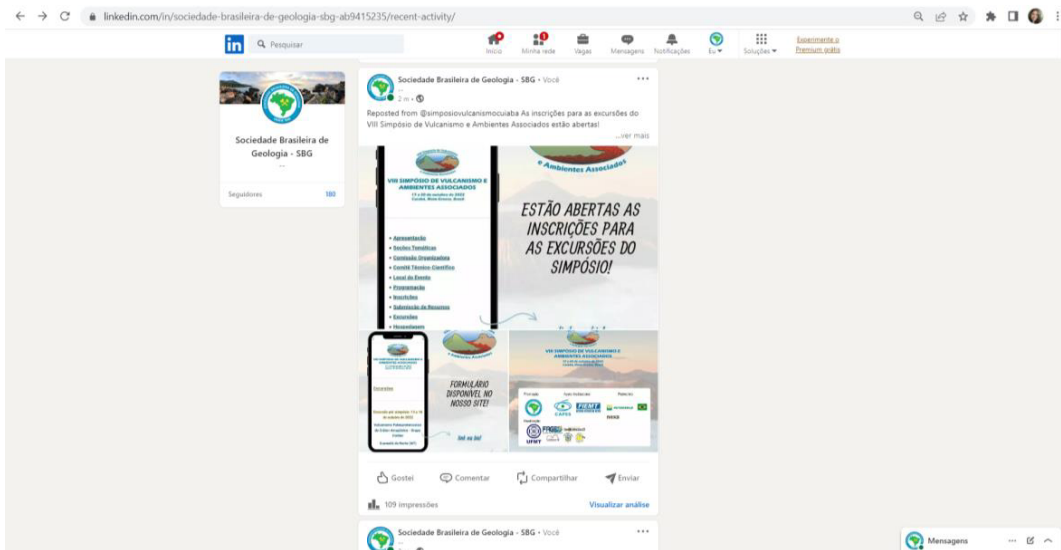 linkedin.com/in/sociedade-brasileira-de-geologia-sbg-ab9415235/recent-activity/
in
Pesquisar
Início
Minha rede
Vagas
Mensagens
Notificações
Eu
Soluções
Experimente o
Premium grátis
Sociedade Brasileira de
Geologia - SBG
--
Seguidores 180
Sociedade Brasileira de Geologia - SBG • Você
--
2 m •
Reposted from @simposiovulcanismocuiaba As inscrições para as excursões do
VIII Simpósio de Vulcanismo e Ambientes Associados estão abertas!
...ver mais
VIII SIMPÓSIO DE VULCANISMO E
AMBIENTES ASSOCIADOS
• Apresentação
• Seções Temáticas
• Comissão Organizadora
• Comitê Técnico-Científico
• Local do Evento
• Programação
• Inscrições
• Submissão de Resumos
• Excursões
• Hospedagem
e Ambientes Associados
ESTÃO ABERTAS AS
INSCRIÇÕES PARA
AS EXCURSÕES DO
SIMPÓSIO!
Excursões
FORMULÁRIO
DISPONÍVEL NO
NOSSO SITE!
VIII SIMPÓSIO DE VULCANISMO E
AMBIENTES ASSOCIADOS
CAPES
FIEMT
UFMT
Gostei
Comentar
Compartilhar
Enviar
109 impressões
Visualizar análise
Sociedade Brasileira de Geologia - SBG • Você
Mensagens